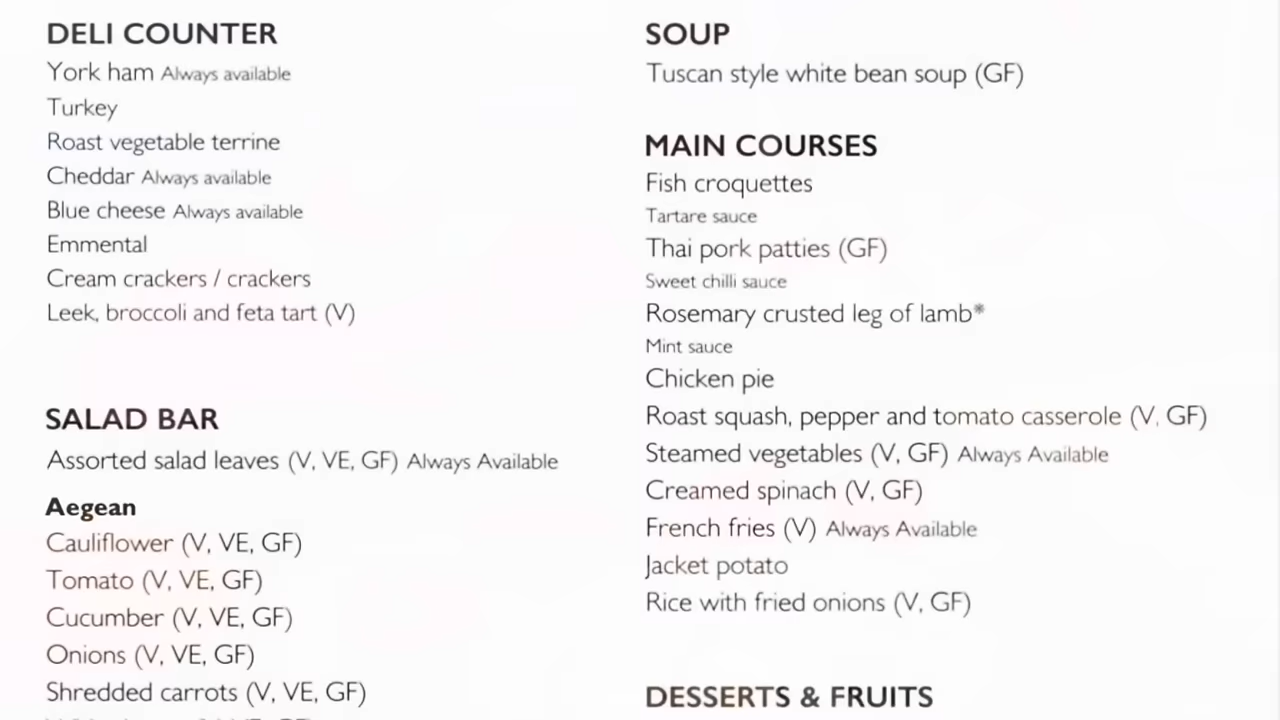 DELI COUNTER
York ham Always available
Turkey
Roast vegetable terrine
Cheddar Always available
Blue cheese Always available
Emmental
Cream crackers / crackers
Leek, broccoli and feta tart (V)
SALAD BAR
Assorted salad leaves (V, VE, GF) Always Available
Aegean
Cauliflower (V, VE, GF)
Tomato (V, VE, GF)
Cucumber (V, VE, GF)
Onions (V, VE, GF)
Shredded carrots (V, VE, GF)
SOUP
Tuscan style white bean soup (GF)
MAIN COURSES
Fish croquettes
Tartare sauce
Thai pork patties (GF)
Sweet chilli sauce
Rosemary crusted leg of lamb*
Mint sauce
Chicken pie
Roast squash, pepper and tomato casserole (V, GF)
Steamed vegetables (V, GF) Always Available
Creamed spinach (V, GF)
French fries (V) Always Available
Jacket potato
Rice with fried onions (V, GF)
DESSERTS & FRUITS